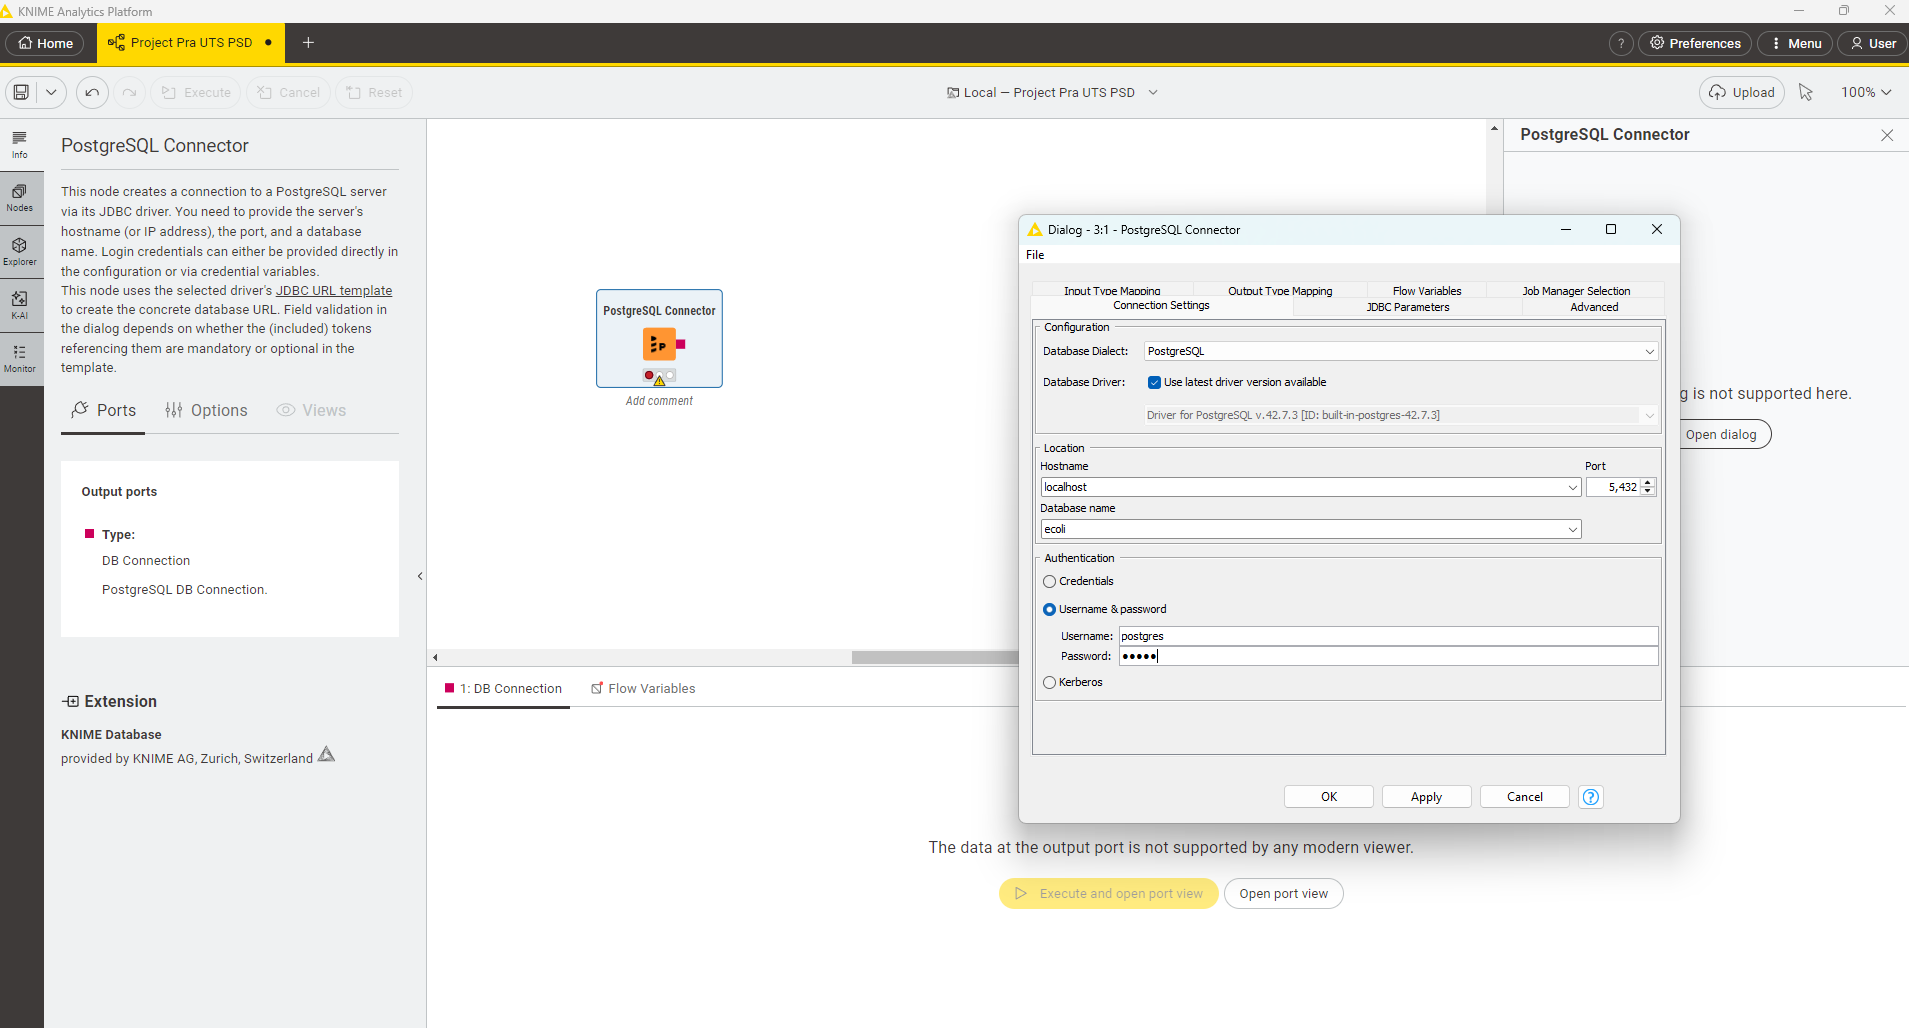 KNIME Analytics Platform
Home
Project Pra UTS PSD
?
Preferences
Menu
User
Execute
Cancel
Reset
Local — Project Pra UTS PSD
Upload
100%
Info
Nodes
Explorer
K-AI
Monitor
PostgreSQL Connector
This node creates a connection to a PostgreSQL server
via its JDBC driver. You need to provide the server's
hostname (or IP address), the port, and a database
name. Login credentials can either be provided directly in
the configuration or via credential variables.
This node uses the selected driver's JDBC URL template
to create the concrete database URL. Field validation in
the dialog depends on whether the (included) tokens
referencing them are mandatory or optional in the
template.
Ports
Options
Views
Output ports
Type:
DB Connection
PostgreSQL DB Connection.
Extension
KNIME Database
provided by KNIME AG, Zurich, Switzerland
PostgreSQL Connector
P
Add comment
1: DB Connection
Flow Variables
The data at the output port is not supported by any modern viewer.
Execute and open port view
Open port view
PostgreSQL Connector
g is not supported here.
Open dialog
Dialog - 3:1 - PostgreSQL Connector
File
Input Type Mapping
Output Type Mapping
Flow Variables
Job Manager Selection
Connection Settings
JDBC Parameters
Advanced
Configuration
Database Dialect:
PostgreSQL
Database Driver:
Use latest driver version available
Driver for PostgreSQL v.42.7.3 [ID: built-in-postgres-42.7.3]
Location
Hostname
Port
localhost
5,432
Database name
ecoli
Authentication
Credentials
Username & password
Username:
postgres
Password:
•••••
Kerberos
OK
Apply
Cancel
?